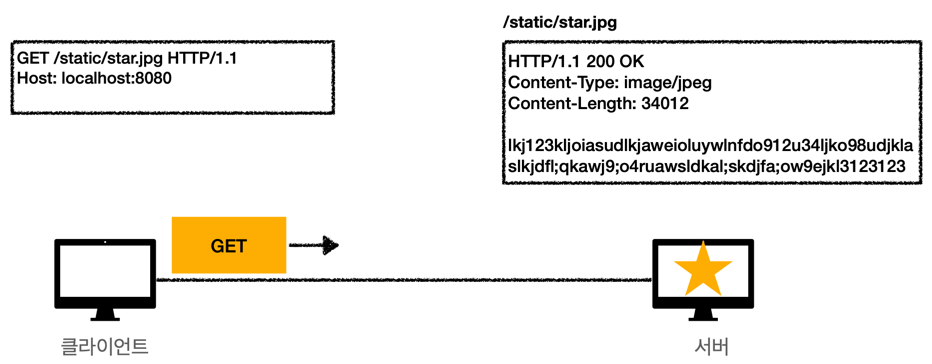 /static/star.jpg
GET /static/star.jpg HTTP/1.1
Host: localhost:8080
HTTP/1.1 200 OK
Content-Type: image/jpeg
Content-Length: 34012
lkj123kljoiasudlkjaweioluywlnfdo912u34ljko98udjkla
slkjdfl;qkawj9;o4ruawsldkal;skdjfa;ow9ejkl3123123
GET
클라이언트
서버